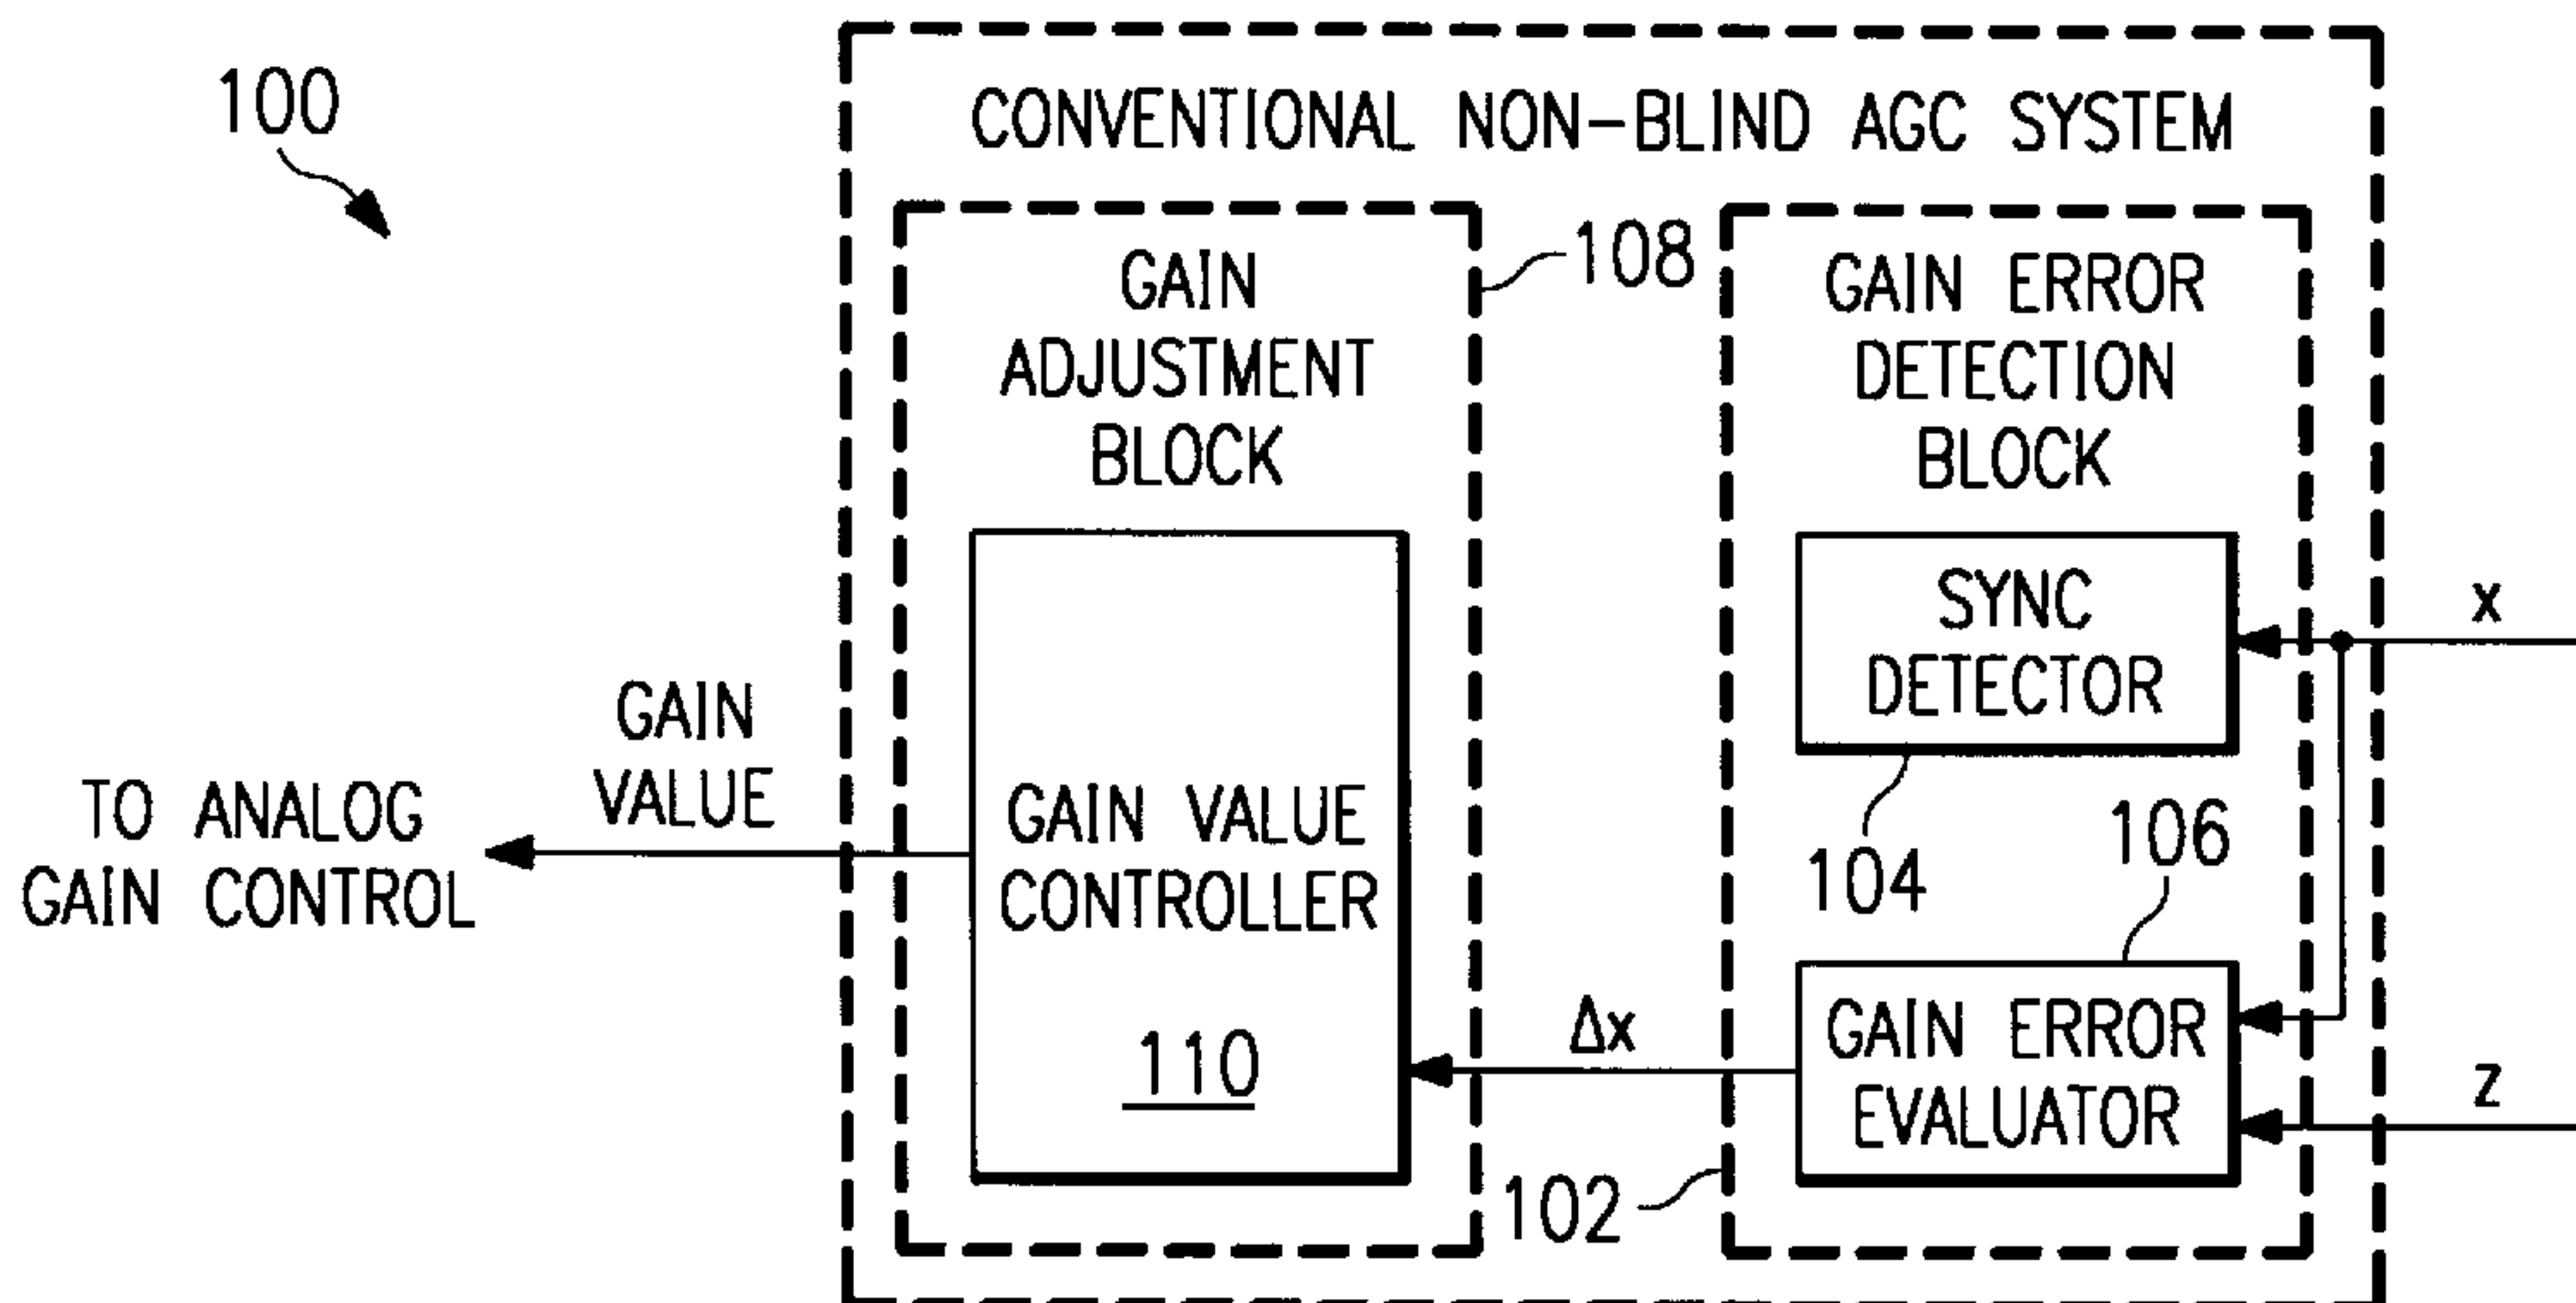 100
CONVENTIONAL NON-BLIND AGC SYSTEM
GAIN
ADJUSTMENT
BLOCK
108
GAIN ERROR
DETECTION
BLOCK
SYNC
DETECTOR
x
104
106
GAIN
VALUE
TO ANALOG
GAIN CONTROL
GAIN VALUE
CONTROLLER
110
Δx
GAIN ERROR
EVALUATOR
z
102